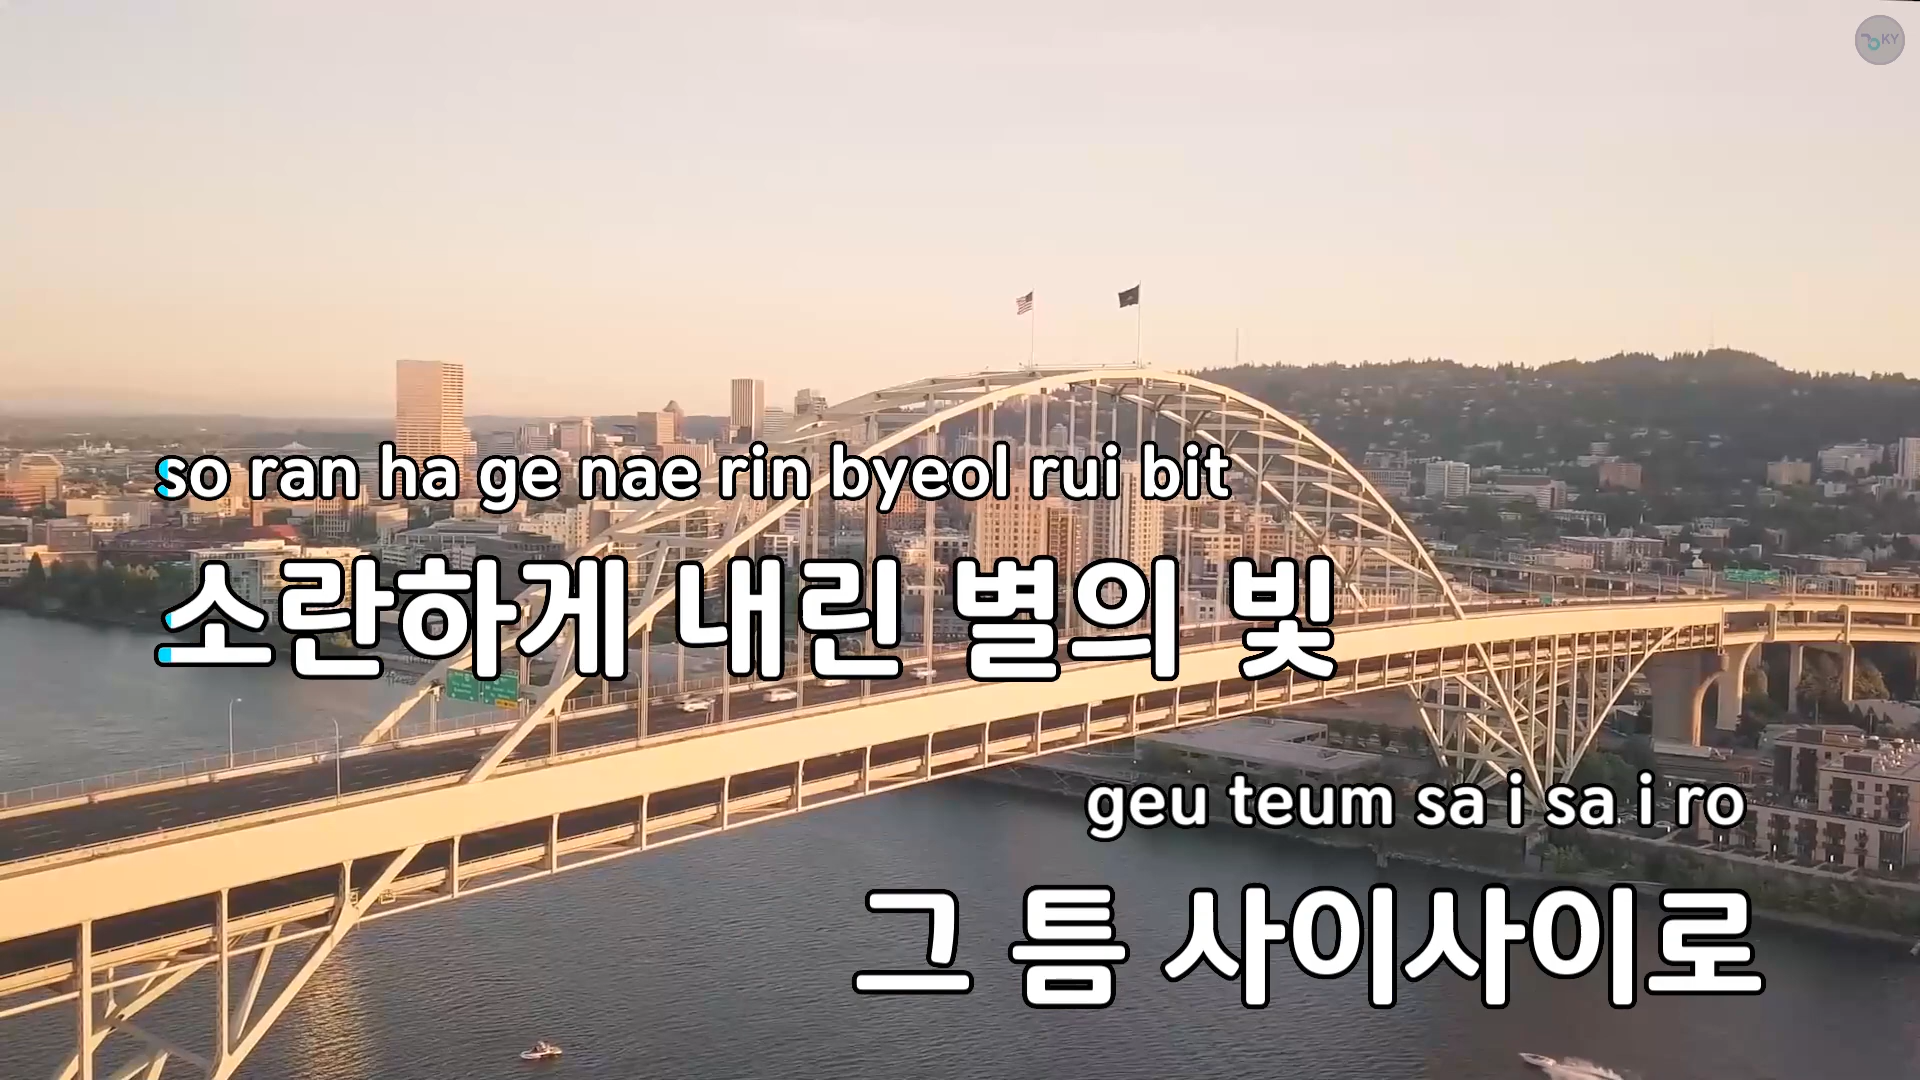 KY
so ran ha ge nae rin byeol rui bit
소란하게 내린 별의 빛
geu teum sa i sa i ro
그 틈 사이사이로